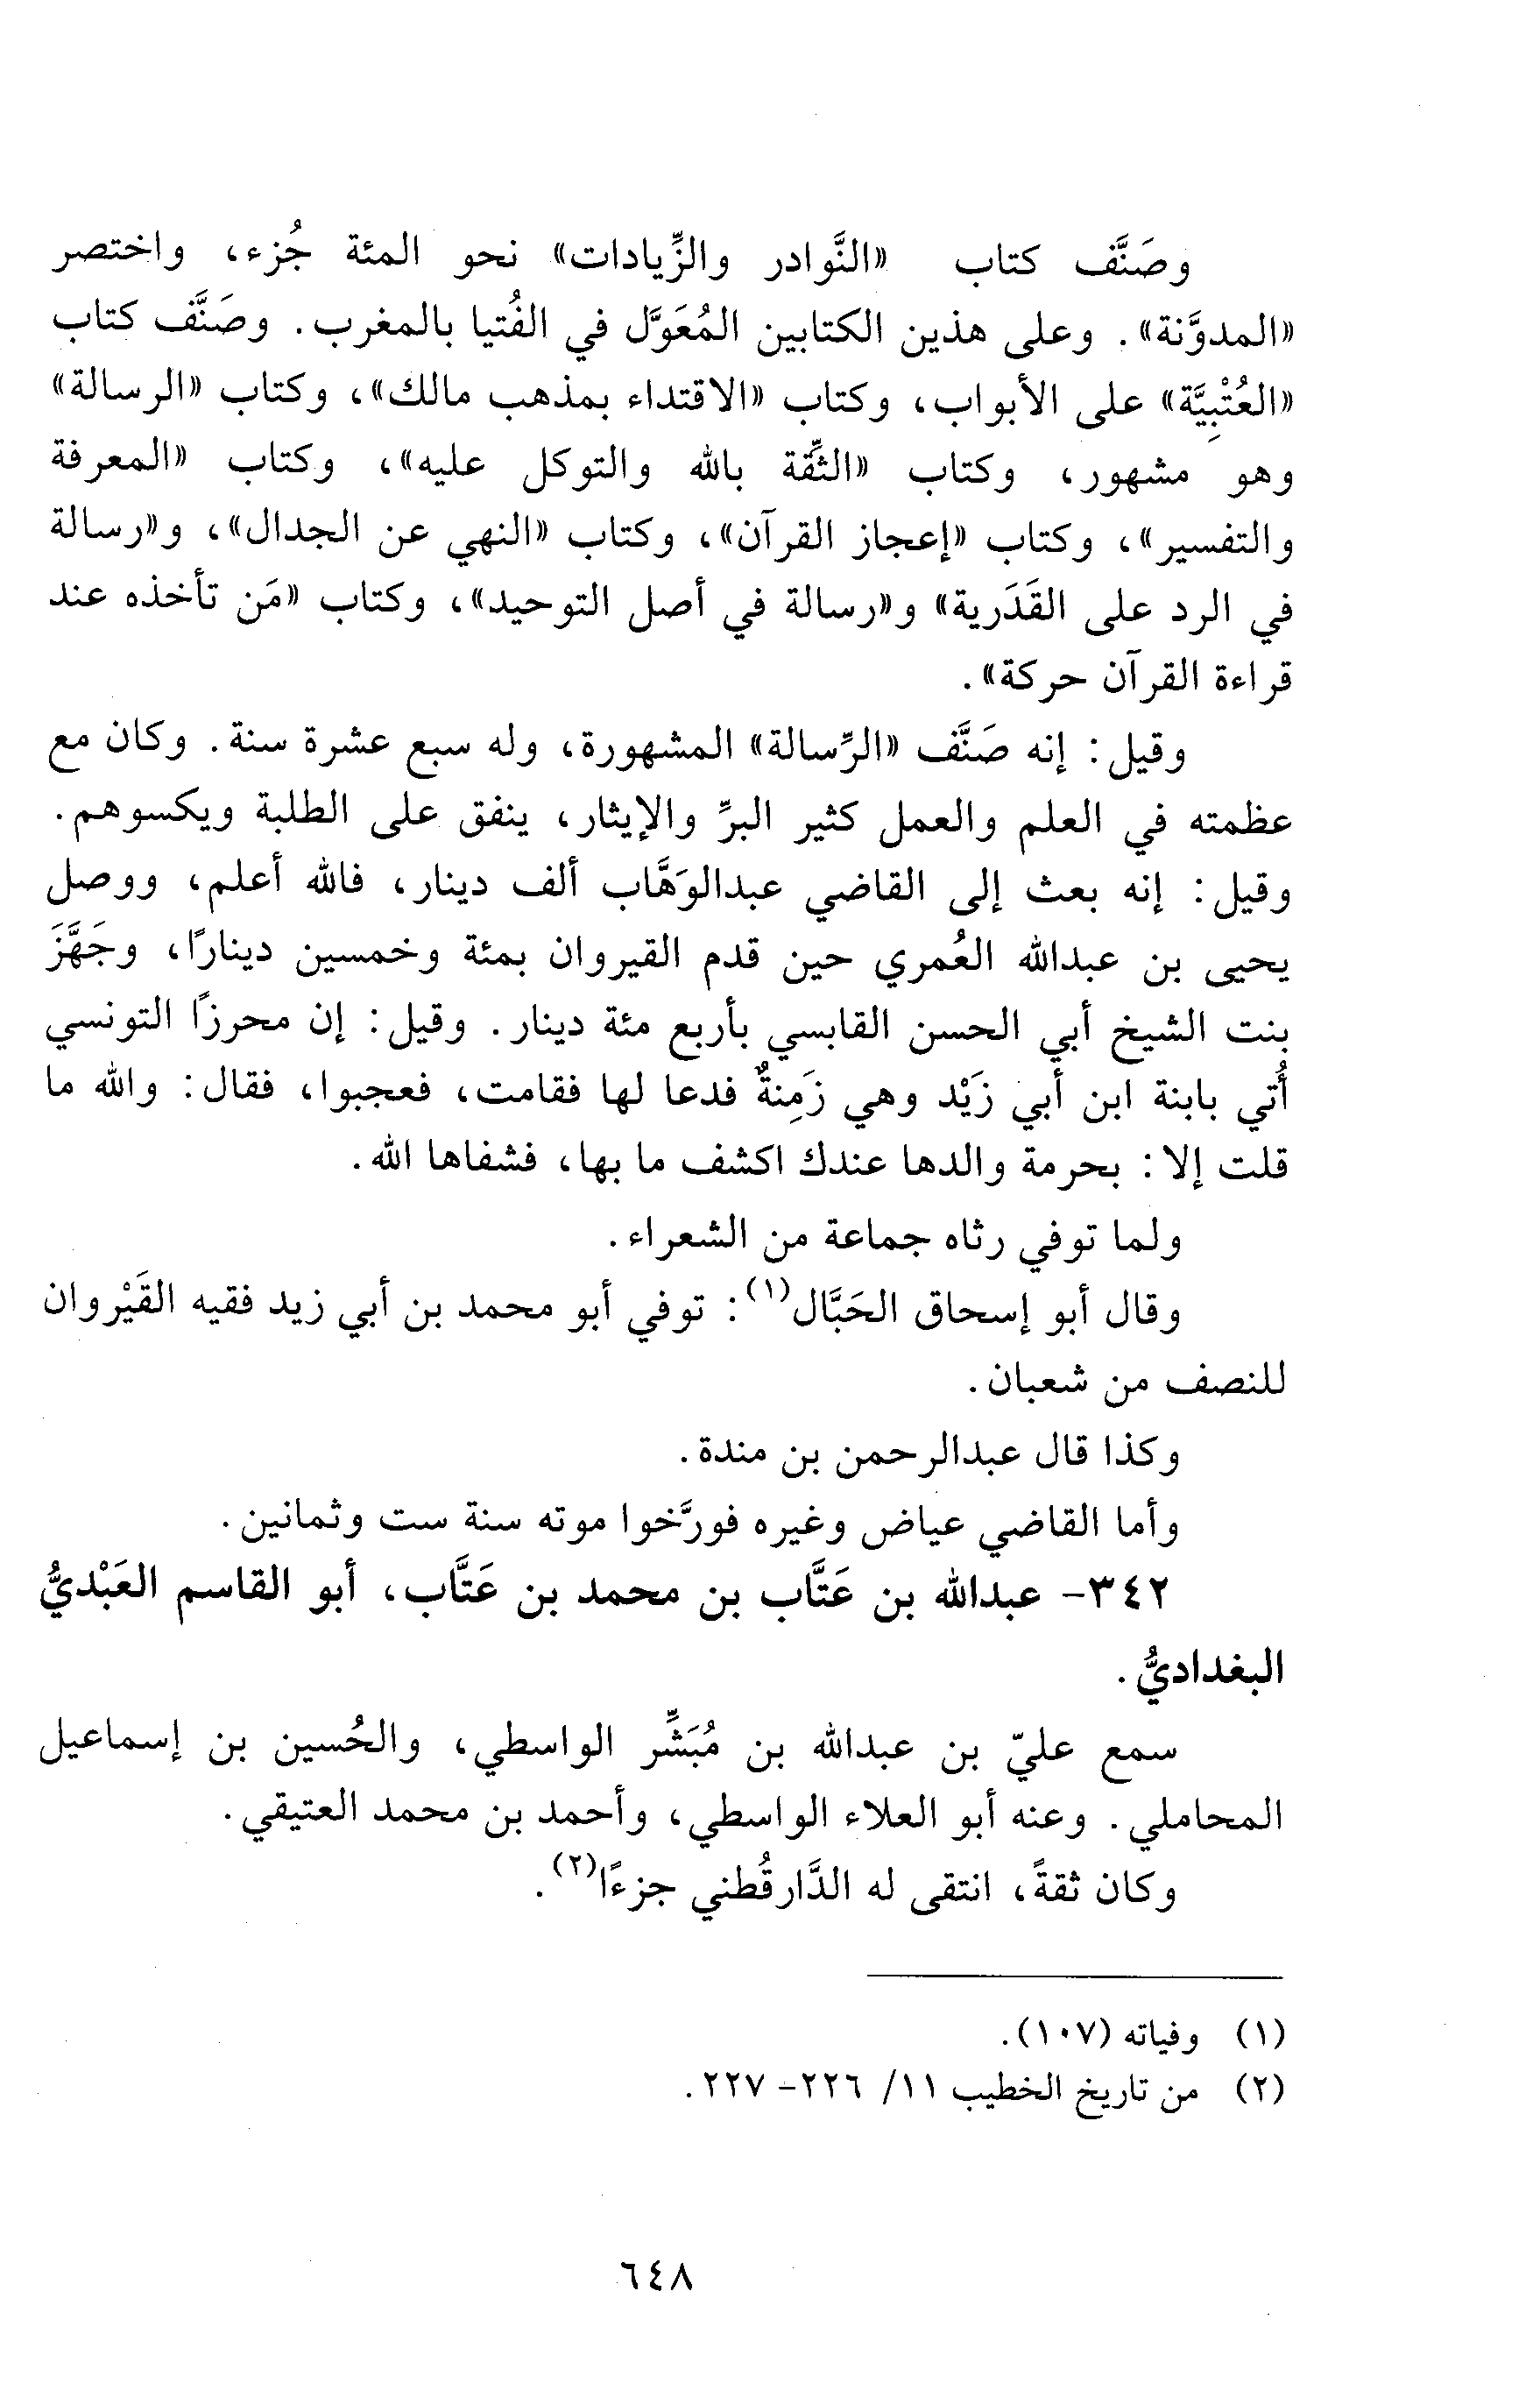 وصَنَّف كتاب «النَّوادر والزِّيادات» نحو المئة جُزء، واختصر
«المدوَّنة». وعلى هذين الكتابين المُعَوَّل في الفُتيا بالمغرب. وصَنَّف كتاب
«العُتْبِيَّة» على الأبواب، وكتاب «الاقتداء بمذهب مالك»، وكتاب «الرسالة»
وهو مشهور، وكتاب «الثِّقة بالله والتوكل عليه»، وكتاب «المعرفة
والتفسير»، وكتاب «إعجاز القرآن»، وكتاب «النهي عن الجدال»، و«رسالة
في الرد على القَدَرية» و«رسالة في أصل التوحيد»، وكتاب «مَن تأخذه عند
قراءة القرآن حركة».
وقيل: إنه صَنَّف «الرِّسالة» المشهورة، وله سبع عشرة سنة. وكان مع
عظمته في العلم والعمل كثير البرِّ والإيثار، ينفق على الطلبة ويكسوهم.
وقيل: إنه بعث إلى القاضي عبدالوَهَّاب ألف دينار، فالله أعلم، ووصل
يحيى بن عبدالله العُمري حين قدم القيروان بمئة وخمسين دينارًا، وجَهَّزَ
بنت الشيخ أبي الحسن القابسي بأربع مئة دينار. وقيل: إن محرزًا التونسي
أُتي بابنة ابن أبي زَيْد وهي زَمِنةٌ فدعا لها فقامت، فعجبوا، فقال: والله ما
قلت إلا: بحرمة والدها عندك اكشف ما بها، فشفاها الله.
ولما توفي رثاه جماعة من الشعراء.
وقال أبو إسحاق الحَبَّال(١): توفي أبو محمد بن أبي زيد فقيه القَيْروان
للنصف من شعبان.
وكذا قال عبدالرحمن بن مندة.
وأما القاضي عياض وغيره فورَّخوا موته سنة ست وثمانين.
٣٤٢- عبدالله بن عَتَّاب بن محمد بن عَتَّاب، أبو القاسم العَبْديُّ
البغداديُّ.
سمع عليّ بن عبدالله بن مُبَشِّر الواسطي، والحُسين بن إسماعيل
المحاملي. وعنه أبو العلاء الواسطي، وأحمد بن محمد العتيقي.
وكان ثقةً، انتقى له الدَّارقُطني جزءًا(٢).
(١) وفياته (١٠٧).
(٢) من تاريخ الخطيب ١١/ ٢٢٦- ٢٢٧.
٦٤٨